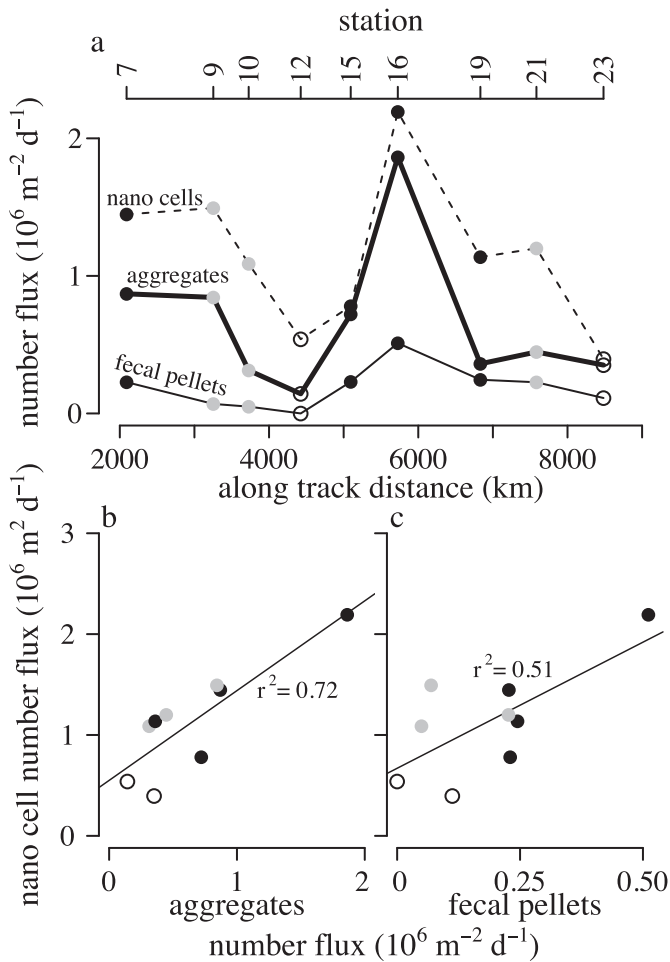 station
a
7 9 10 12 15 16 19 21 23
number flux (10⁶ m⁻² d⁻¹)
2
1
0
nano cells
aggregates
fecal pellets
2000 4000 6000 8000
along track distance (km)
nano cell number flux (10⁶ m² d⁻¹)
b
c
3
2
1
0
r²= 0.72
r²= 0.51
0 1 2
0 0.25 0.50
aggregates
fecal pellets
number flux (10⁶ m⁻² d⁻¹)